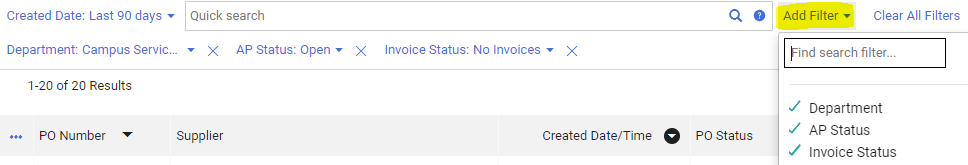 Created Date: Last 90 days Quick search Add Filter Clear All Filters
Department: Campus Servic... AP Status: Open Invoice Status: No Invoices
Find search filter...
1-20 of 20 Results
Department
AP Status
Invoice Status
PO Number Supplier Created Date/Time PO Status